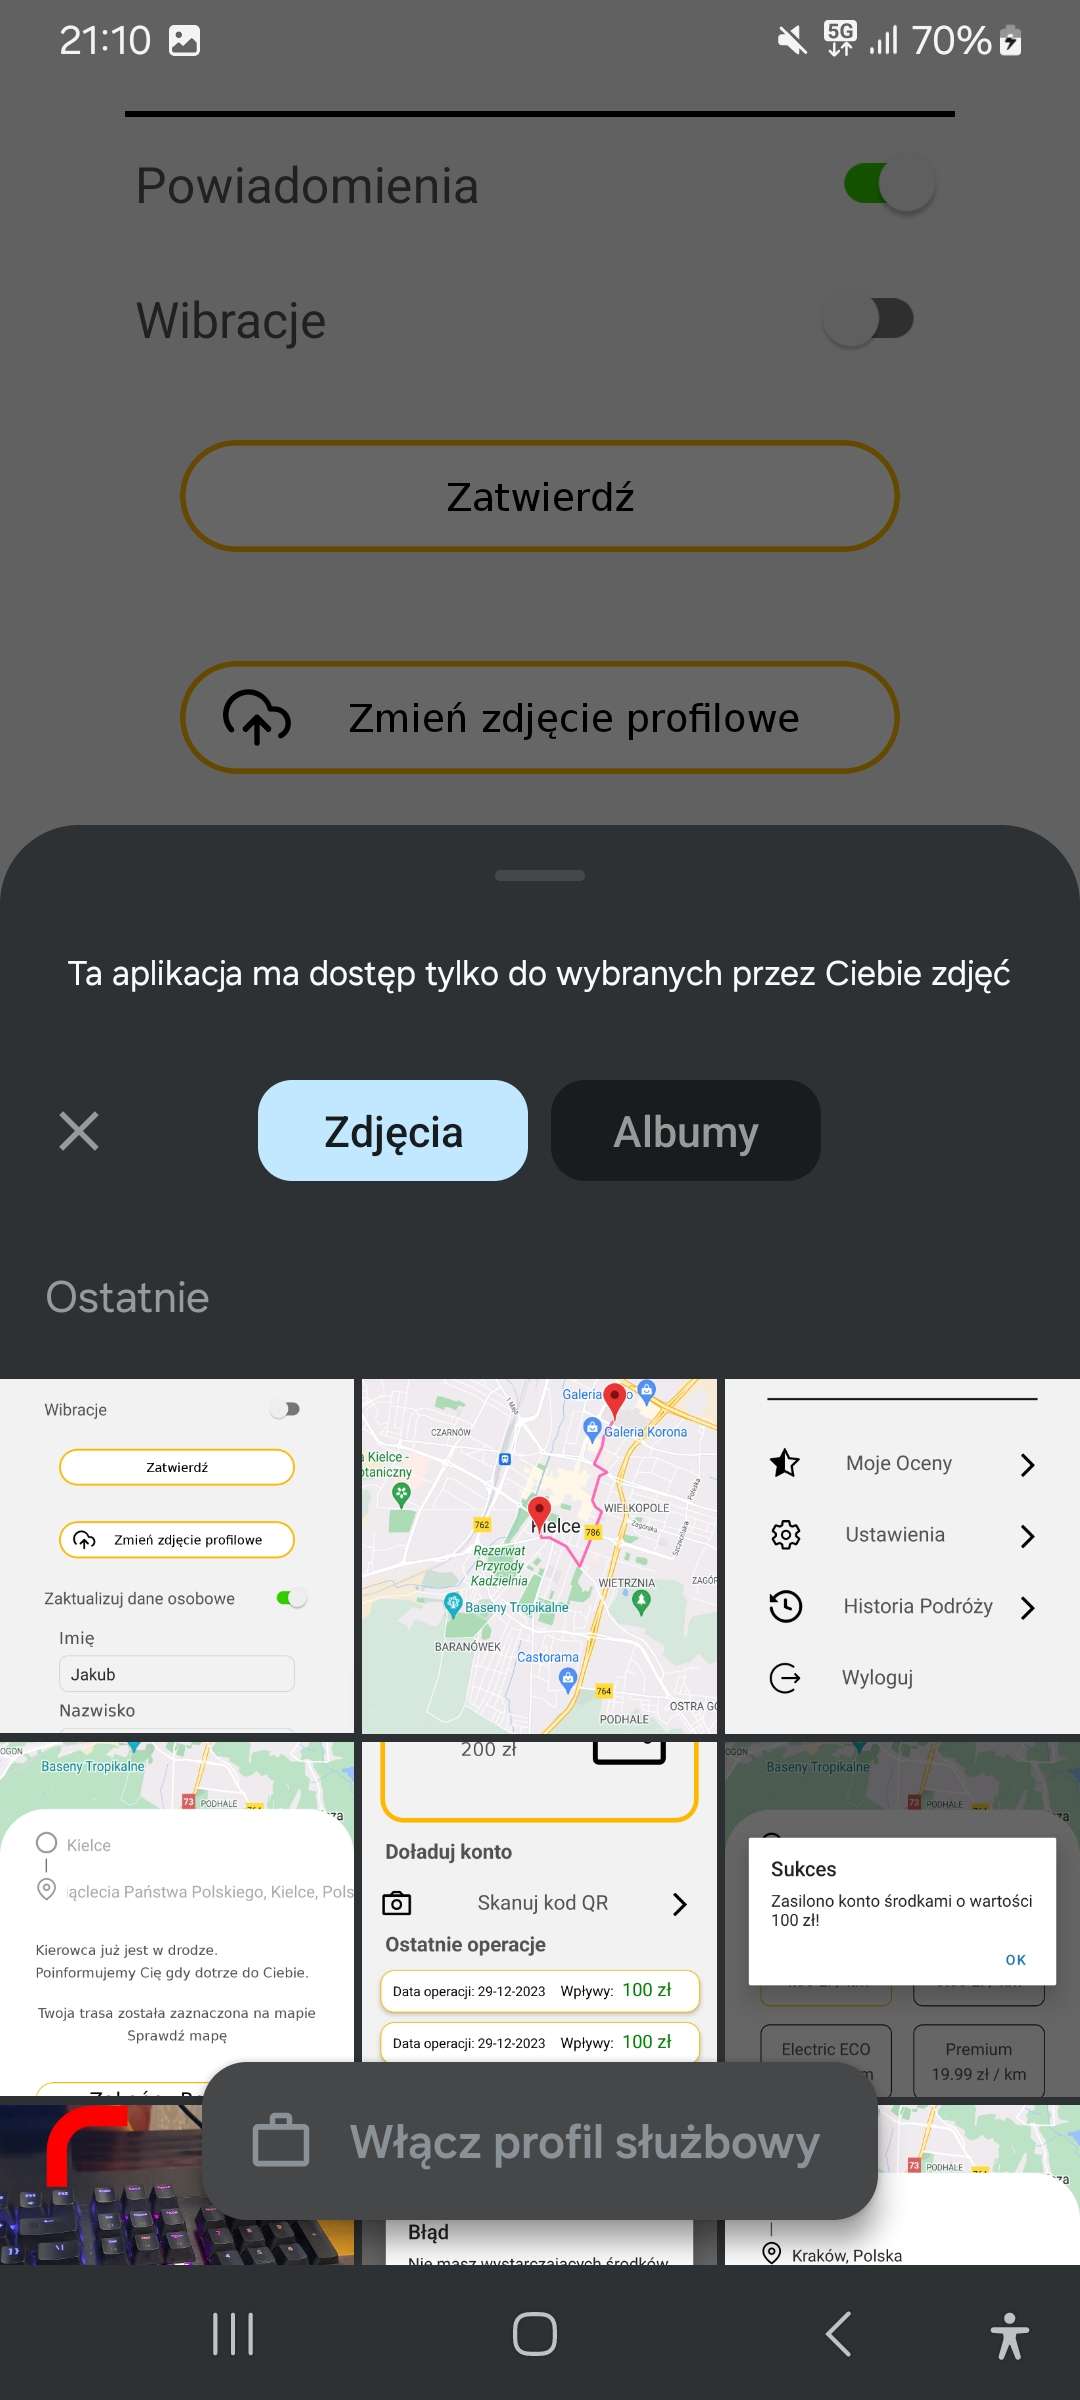 21:10
5G
70%
Powiadomienia
Wibracje
Zatwierdź
Zmień zdjęcie profilowe
Ta aplikacja ma dostęp tylko do wybranych przez Ciebie zdjęć
Zdjęcia
Albumy
Ostatnie
Wibracje
Zatwierdź
Zmień zdjęcie profilowe
Zaktualizuj dane osobowe
Imię
Jakub
Nazwisko
Galeria
CZARNÓW
Galeria Korona
Kielce -
WIELKOPOLE
762
Kielce
786
Zagórska
Szczecińska
Rezerwat
Przyrody
Kadzielnia
WIETRZNIA
Baseny Tropikalne
BARANÓWEK
Castorama
764
OSTRA
PODHALE
Moje Oceny
Ustawienia
Historia Podróży
Wyloguj
Baseny Tropikalne
73
PODHALE
Kielce
Państwa Polskiego, Kielce,
Kierowca już jest w drodze.
Poinformujemy Cię gdy dotrze do Ciebie.
Twoja trasa została zaznaczona na mapie
Sprawdź mapę
200 zł
Doładuj konto
Skanuj kod QR
Ostatnie operacje
Data operacji: 29-12-2023 Wpływy: 100 zł
Data operacji: 29-12-2023 Wpływy: 100 zł
Baseny Tropikalne
73
PODHALE
Sukces
Zasilono konto środkami o wartości
100 zł!
OK
Electric ECO
Premium
19.99 zł / km
Włącz profil służbowy
Błąd
Nie masz wystarczających środków
73
PODHALE
Kraków, Polska